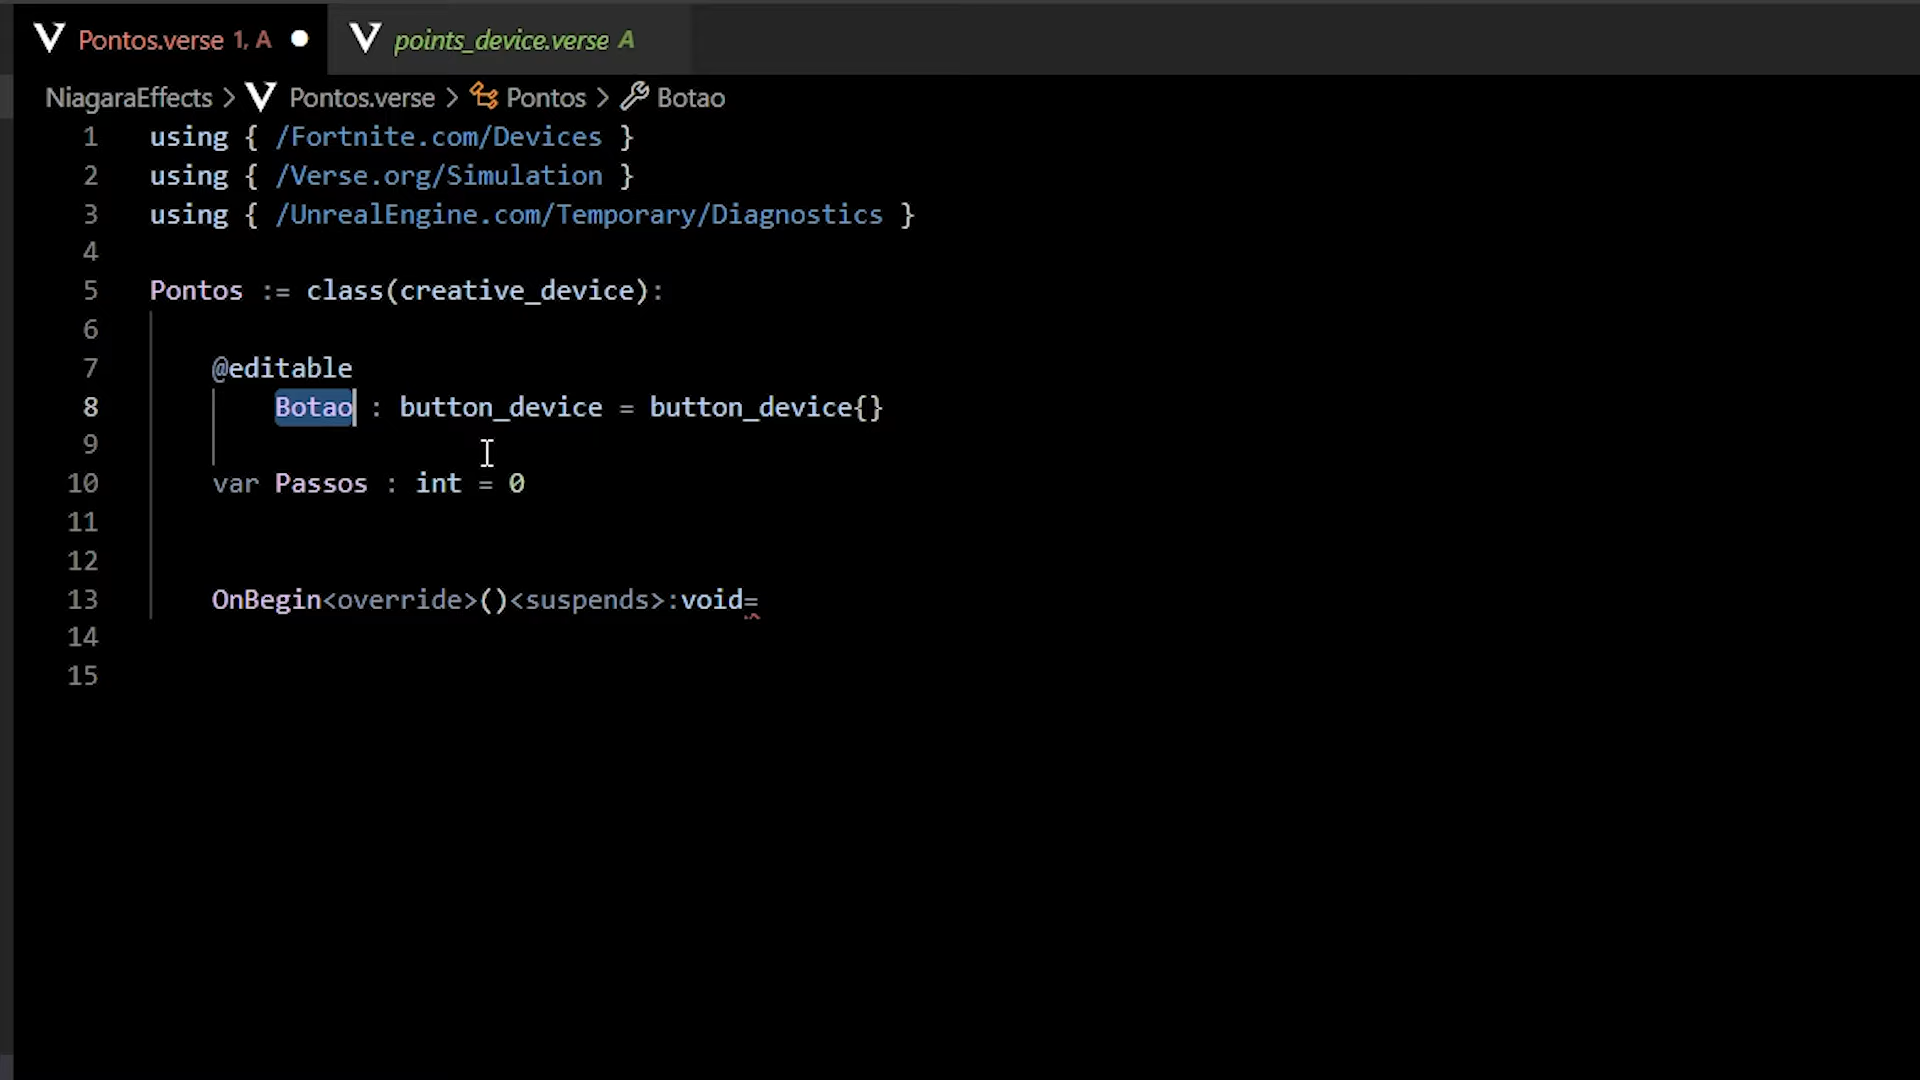 Pontos.verse 1, A
points_device.verse A
NiagaraEffects > Pontos.verse > Pontos > Botao
1 using { /Fortnite.com/Devices }
2 using { /Verse.org/Simulation }
3 using { /UnrealEngine.com/Temporary/Diagnostics }
4
5 Pontos := class(creative_device):
6
7 @editable
8 Botao : button_device = button_device{}
9
10 var Passos : int = 0
11
12
13 OnBegin<override>()<suspends>:void=
14
15